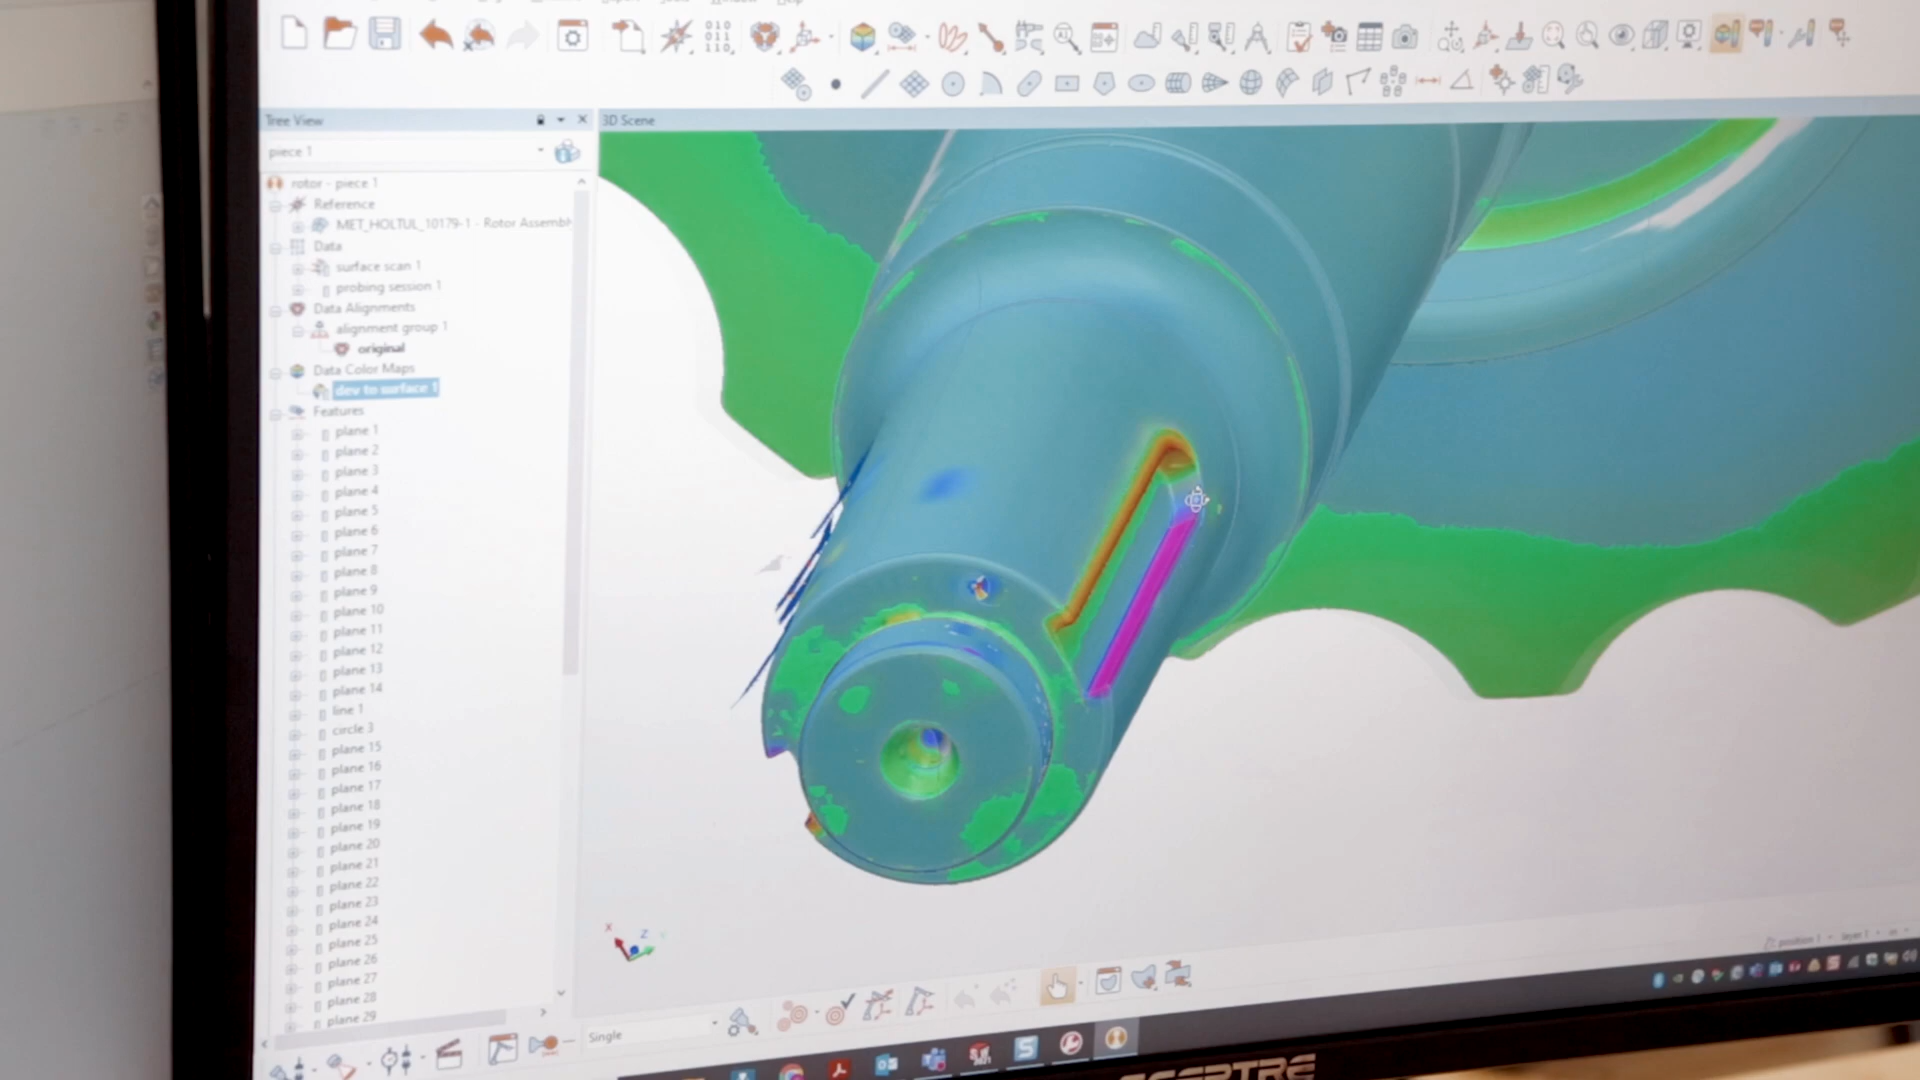 Tree View
3D Scene
piece 1
rotor - piece 1
Reference
MET_HOLTUL_10179-1 - Rotor Assembl
Data
surface scan 1
probing session 1
Data Alignments
alignment group 1
original
Data Color Maps
dev to surface 1
Features
plane 1
plane 2
plane 3
plane 4
plane 5
plane 6
plane 7
plane 8
plane 9
plane 10
plane 11
plane 12
plane 13
plane 14
line 1
circle 3
plane 15
plane 16
plane 17
plane 18
plane 19
plane 20
plane 21
plane 22
plane 23
plane 24
plane 25
plane 26
plane 27
plane 28
plane 29
X
Z
Y
position 1
layer 1
Single
SCEPTRE